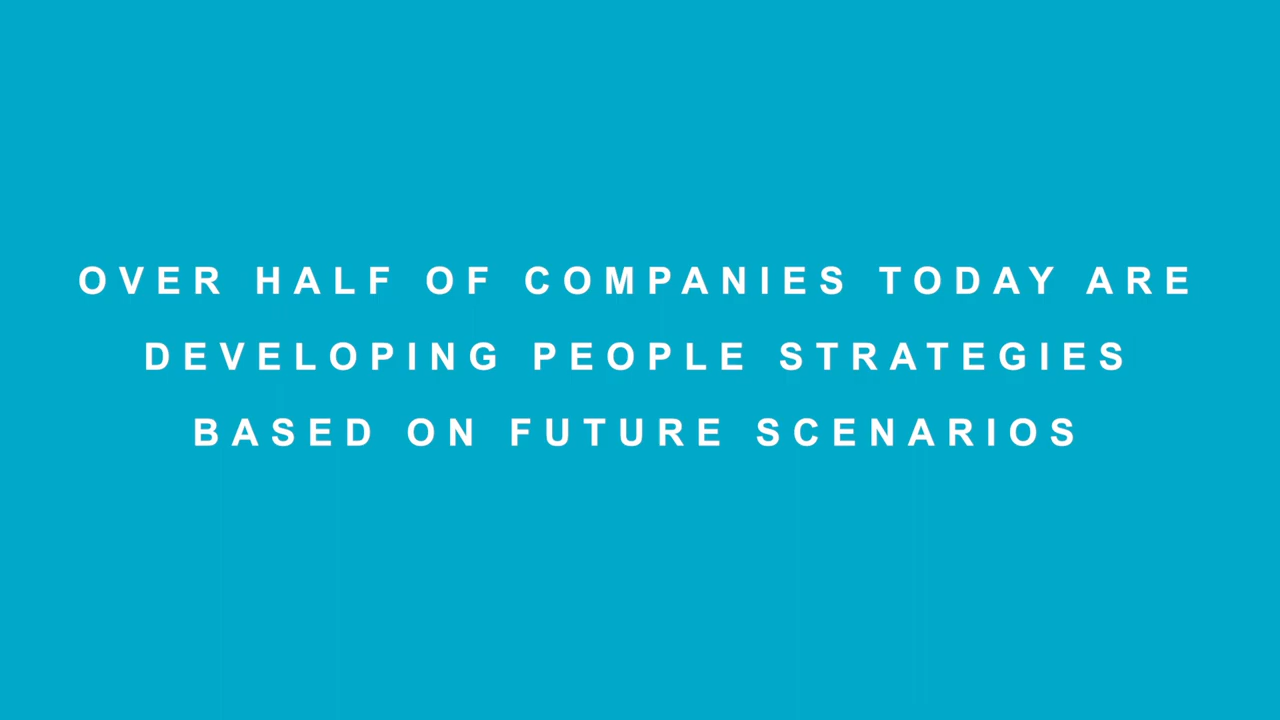 OVER HALF OF COMPANIES TODAY ARE
DEVELOPING PEOPLE STRATEGIES
BASED ON FUTURE SCENARIOS